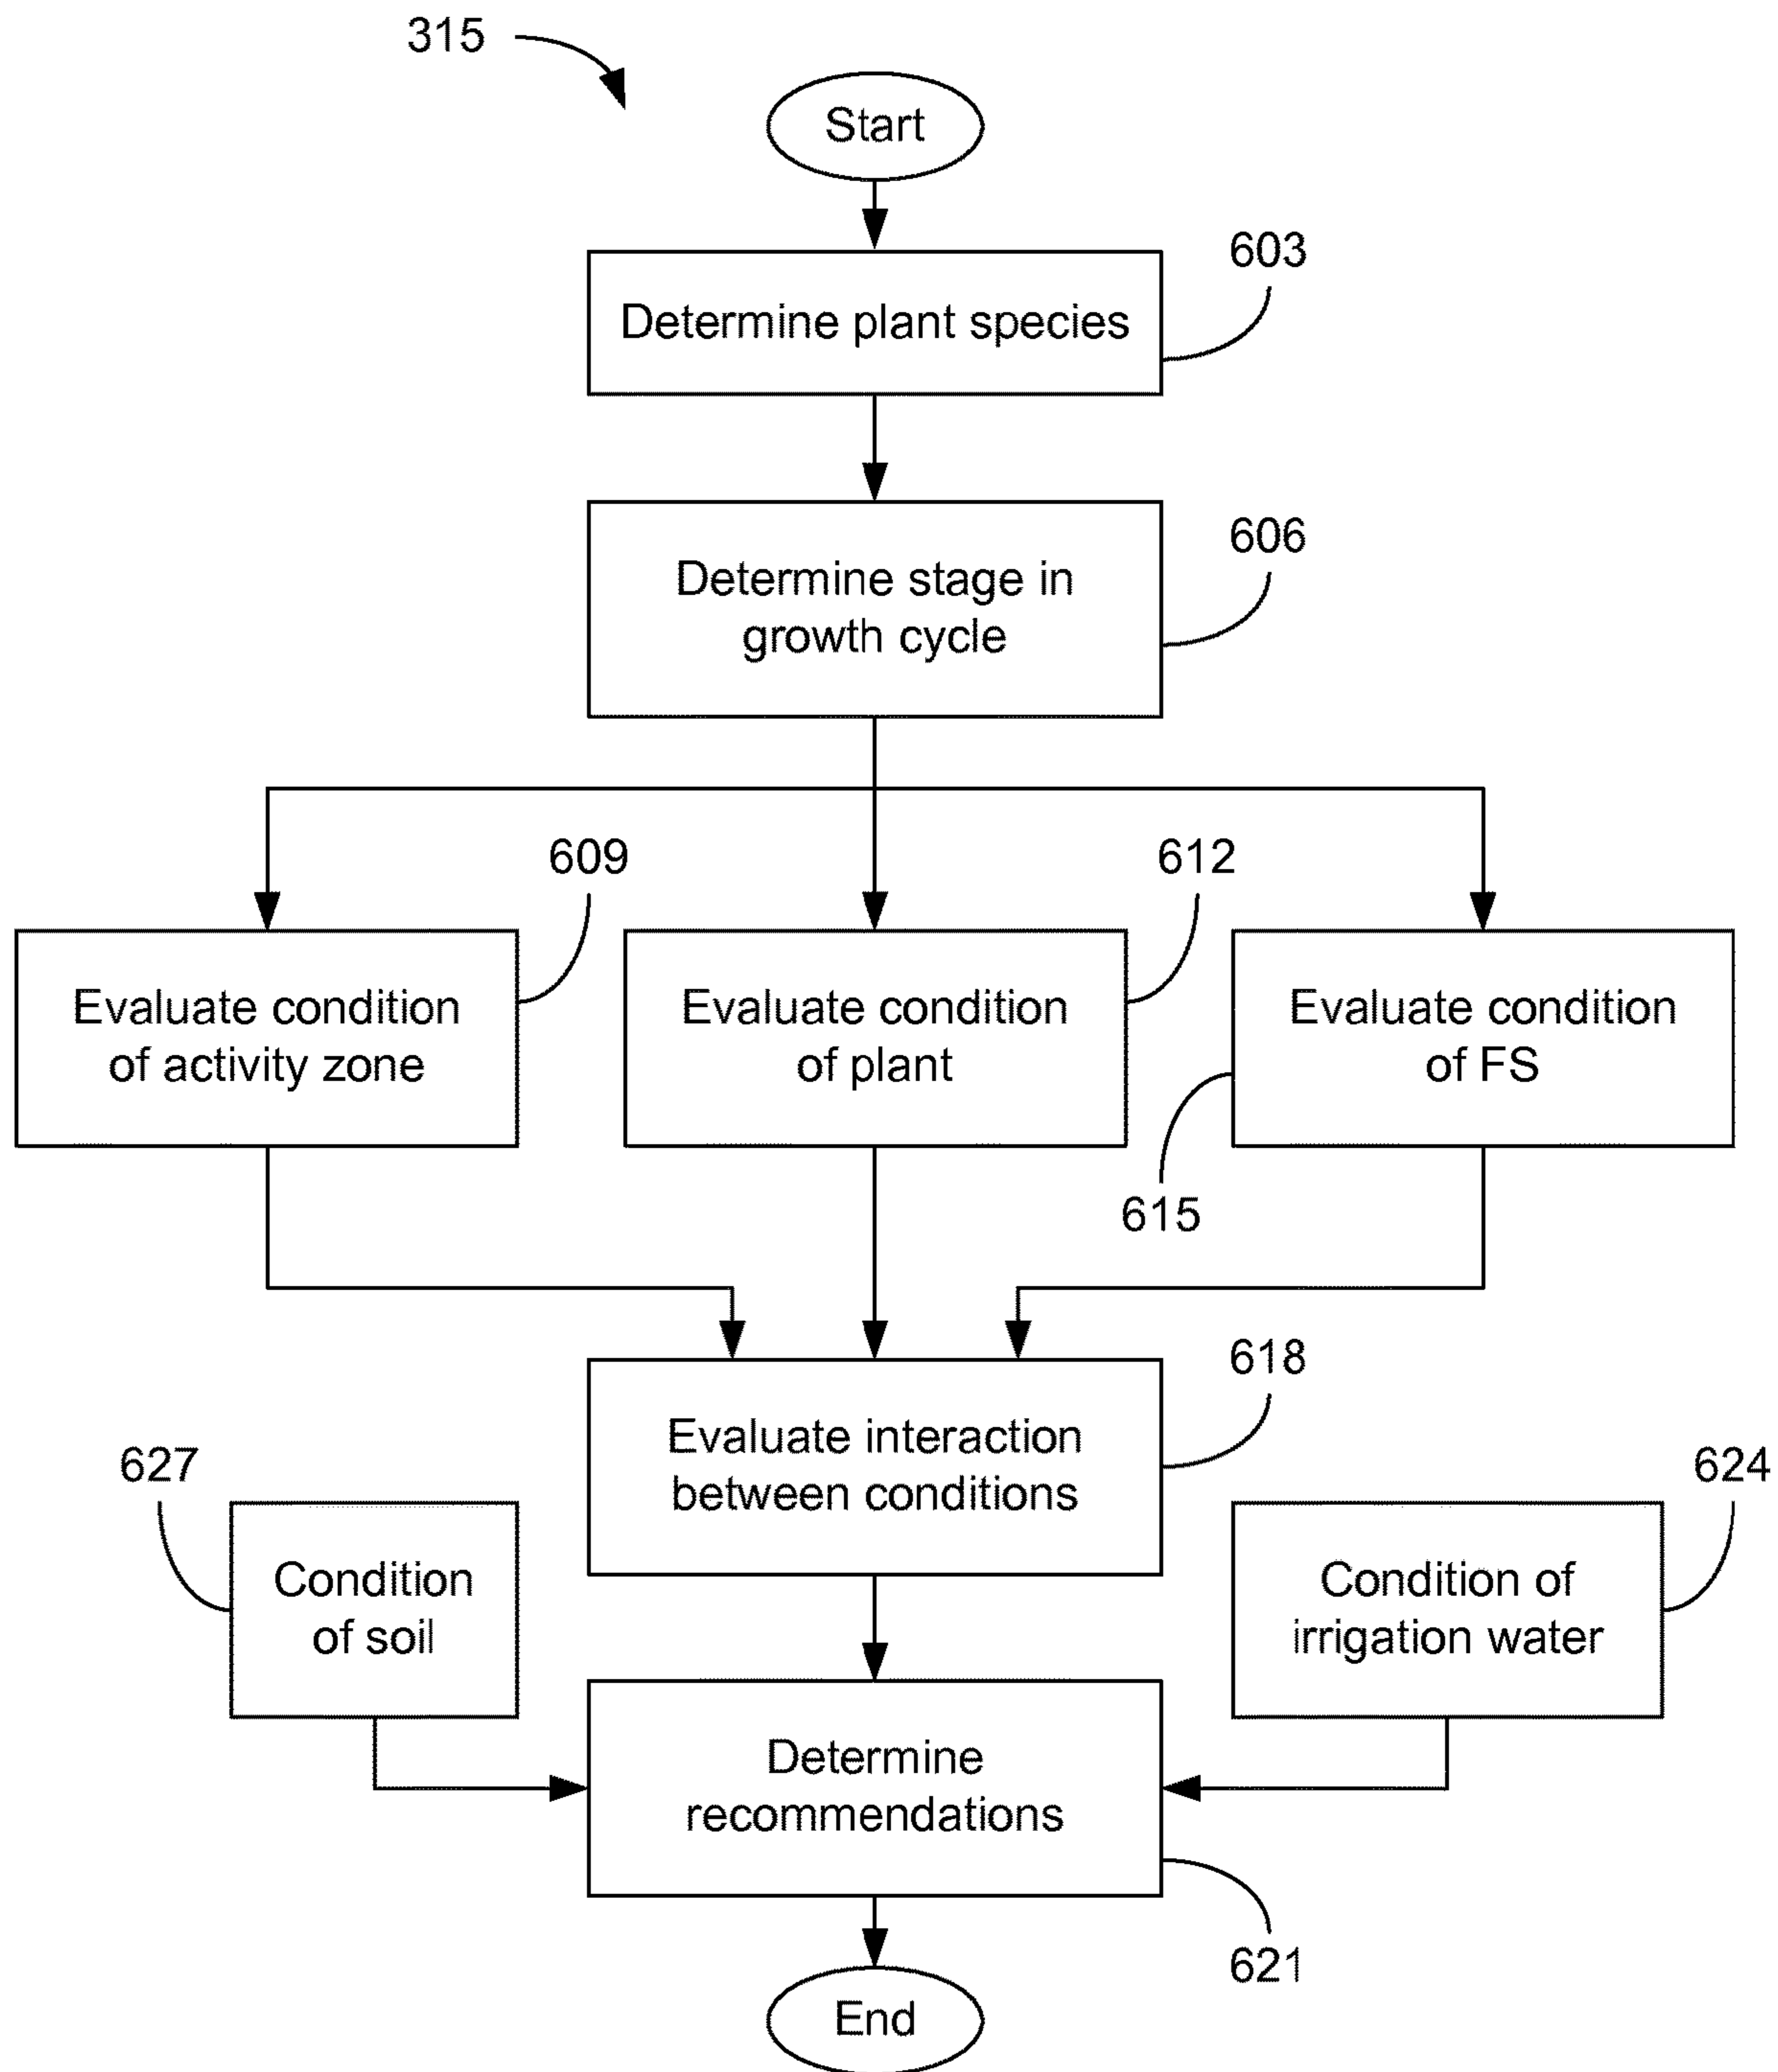 315
Start
603
Determine plant species
606
Determine stage in
growth cycle
609
612
Evaluate condition
of activity zone
Evaluate condition
of plant
Evaluate condition
of FS
615
618
Evaluate interaction
between conditions
627
624
Condition
of soil
Condition of
irrigation water
Determine
recommendations
621
End